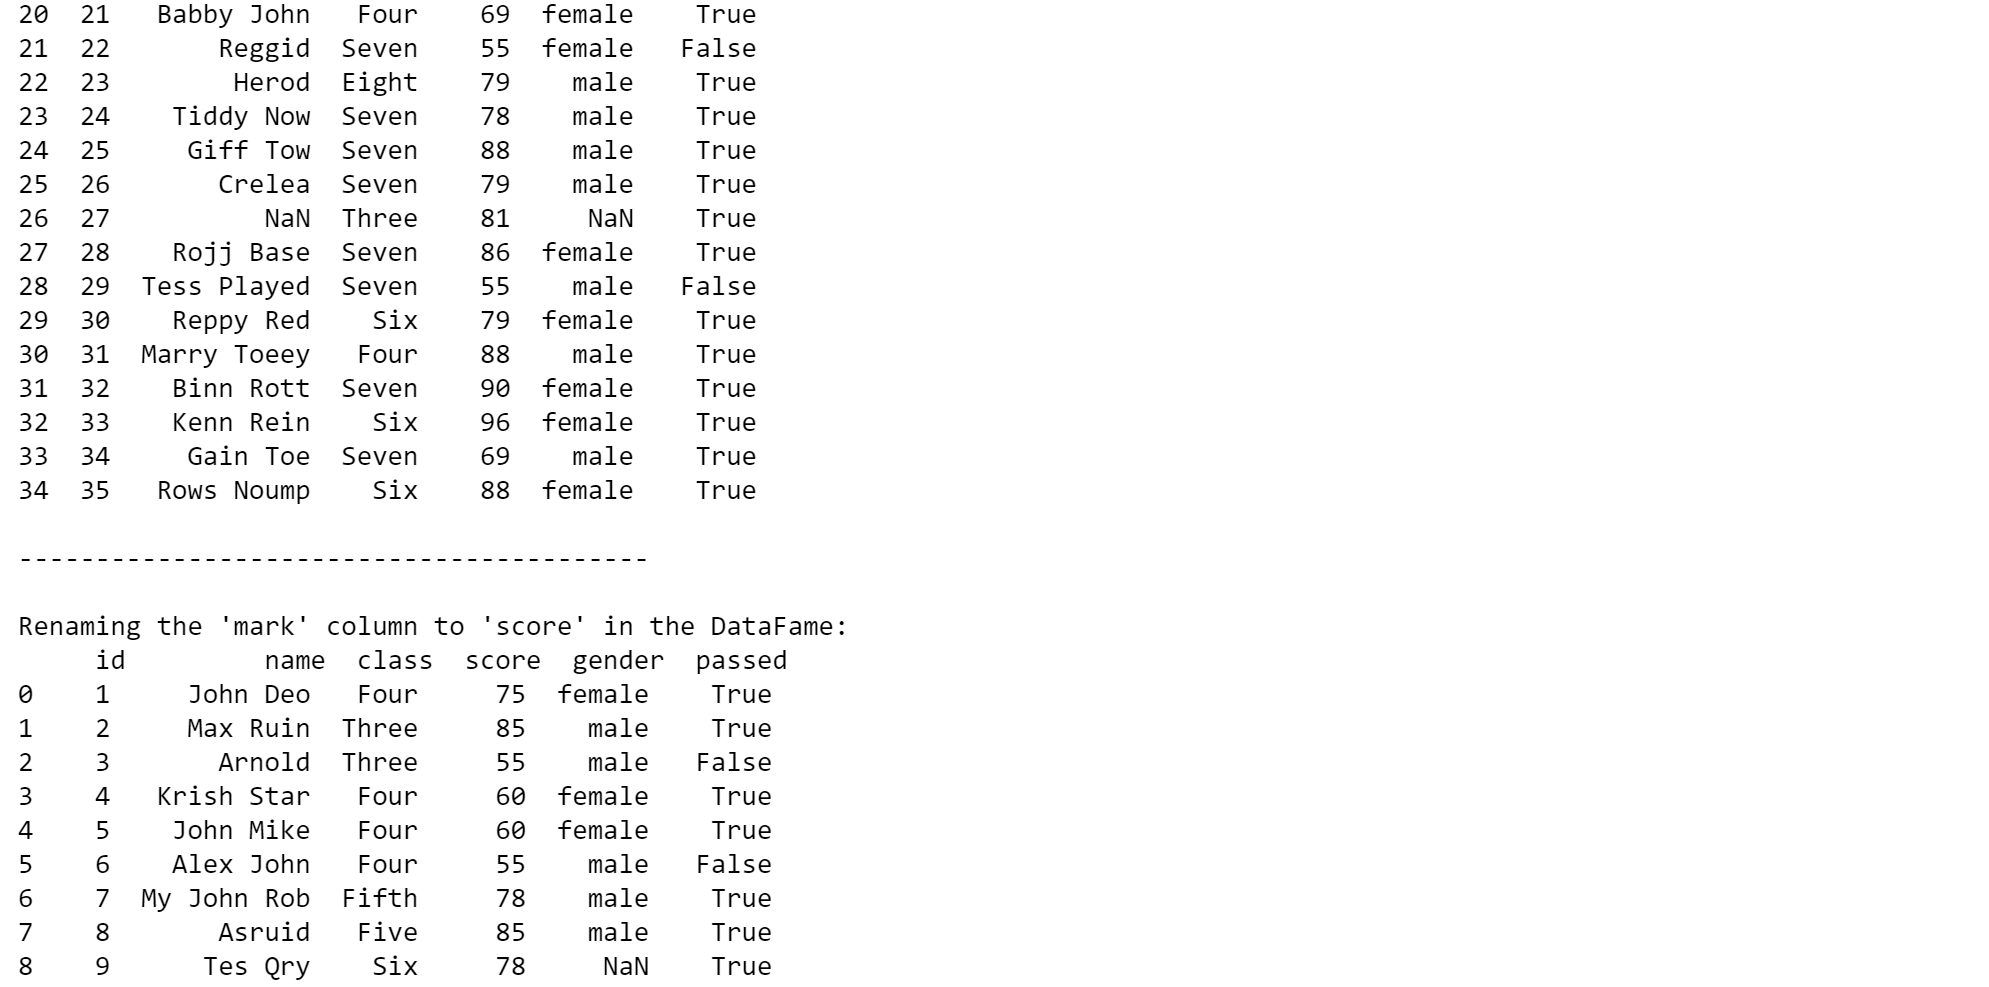 20  21   Babby John   Four    69  female    True
21  22       Reggid  Seven    55  female   False
22  23        Herod  Eight    79    male    True
23  24    Tiddy Now  Seven    78    male    True
24  25     Giff Tow  Seven    88    male    True
25  26       Crelea  Seven    79    male    True
26  27          NaN  Three    81     NaN    True
27  28    Rojj Base  Seven    86  female    True
28  29  Tess Played  Seven    55    male   False
29  30    Reppy Red    Six    79  female    True
30  31  Marry Toeey   Four    88    male    True
31  32    Binn Rott  Seven    90  female    True
32  33    Kenn Rein    Six    96  female    True
33  34     Gain Toe  Seven    69    male    True
34  35   Rows Noump    Six    88  female    True
-----------------------------------------
Renaming the 'mark' column to 'score' in the DataFame:
     id         name  class  score  gender  passed
0    1     John Deo   Four     75  female    True
1    2     Max Ruin  Three     85    male    True
2    3       Arnold  Three     55    male   False
3    4   Krish Star   Four     60  female    True
4    5    John Mike   Four     60  female    True
5    6    Alex John   Four     55    male   False
6    7  My John Rob  Fifth     78    male    True
7    8       Asruid   Five     85    male    True
8    9      Tes Qry    Six     78     NaN    True